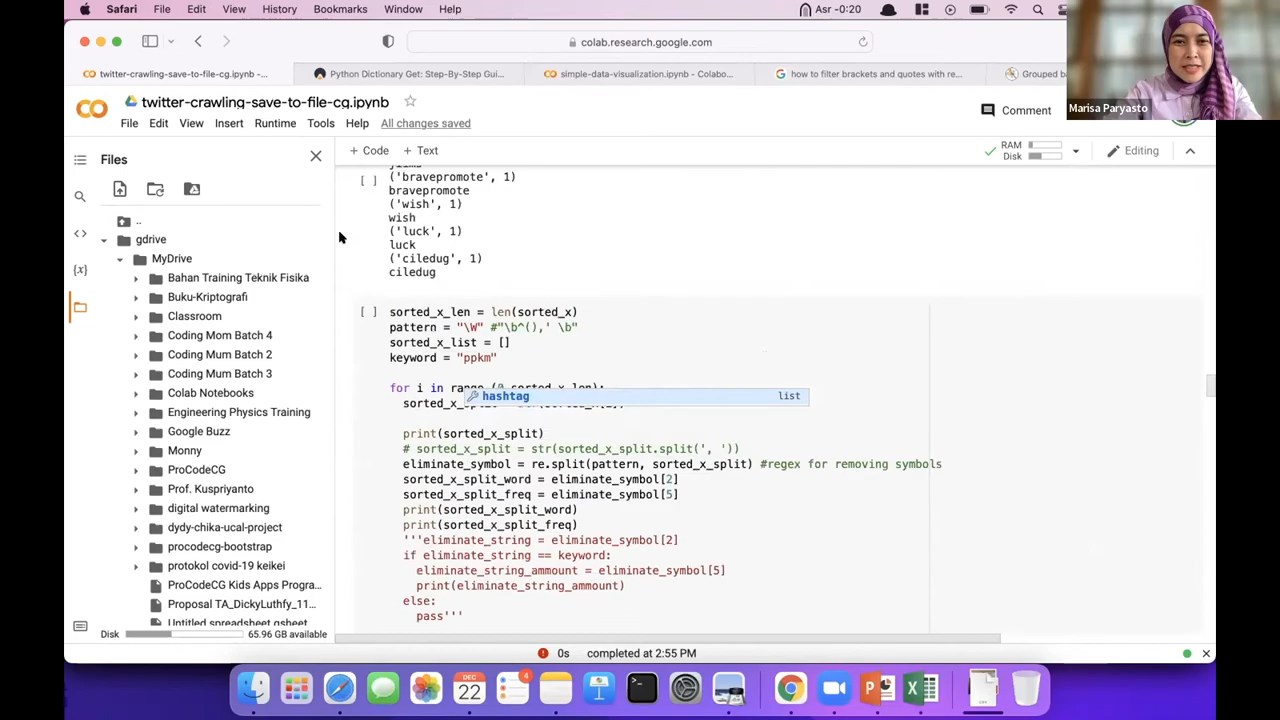 Safari File Edit View History Bookmarks Window Help
Asr -0:20
colab.research.google.com
twitter-crawling-save-to-file-cg.ipynb -...
Python Dictionary Get: Step-By-Step Gui...
simple-data-visualization.ipynb - Colabo...
how to filter brackets and quotes with re...
Grouped ba
twitter-crawling-save-to-file-cg.ipynb
Comment
Marisa Paryasto
File Edit View Insert Runtime Tools Help All changes saved
Files
+ Code + Text
RAM
Disk
Editing
..
gdrive
MyDrive
Bahan Training Teknik Fisika
Buku-Kriptografi
Classroom
Coding Mom Batch 4
Coding Mum Batch 2
Coding Mum Batch 3
Colab Notebooks
Engineering Physics Training
Google Buzz
Monny
ProCodeCG
Prof. Kuspriyanto
digital watermarking
dydy-chika-ucal-project
procodecg-bootstrap
protokol covid-19 keikei
ProCodeCG Kids Apps Progra...
Proposal TA_DickyLuthfy_11...
Untitled spreadsheet.gsheet
Disk 65.96 GB available
[ ] ('bravepromote', 1)
bravepromote
('wish', 1)
wish
('luck', 1)
luck
('ciledug', 1)
ciledug
[ ] sorted_x_len = len(sorted_x)
pattern = "\W" #"\b^(),' \b"
sorted_x_list = []
keyword = "ppkm"
for i in range (0,sorted_x_len):
hashtag list
print(sorted_x_split)
# sorted_x_split = str(sorted_x_split.split(', '))
eliminate_symbol = re.split(pattern, sorted_x_split) #regex for removing symbols
sorted_x_split_word = eliminate_symbol[2]
sorted_x_split_freq = eliminate_symbol[5]
print(sorted_x_split_word)
print(sorted_x_split_freq)
'''eliminate_string = eliminate_symbol[2]
if eliminate_string == keyword:
eliminate_string_ammount = eliminate_symbol[5]
print(eliminate_string_ammount)
else:
pass'''
0s completed at 2:55 PM
DEC
22
4